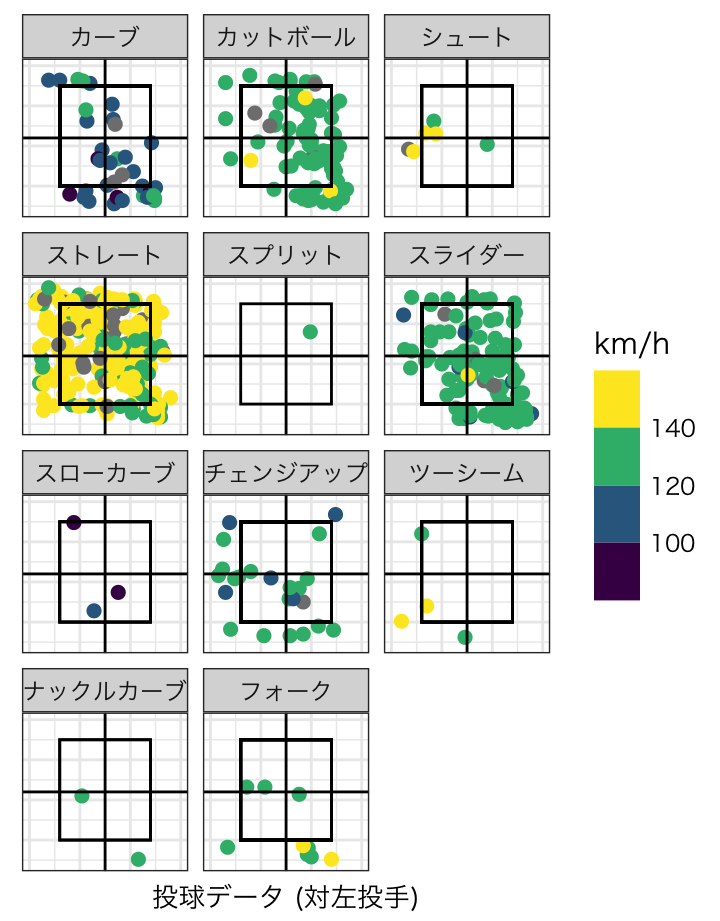 カーブ
カットボール
シュート
ストレート
スプリット
スライダー
スローカーブ
チェンジアップ
ツーシーム
ナックルカーブ
フォーク
km/h
140
120
100
投球データ (対左投手)